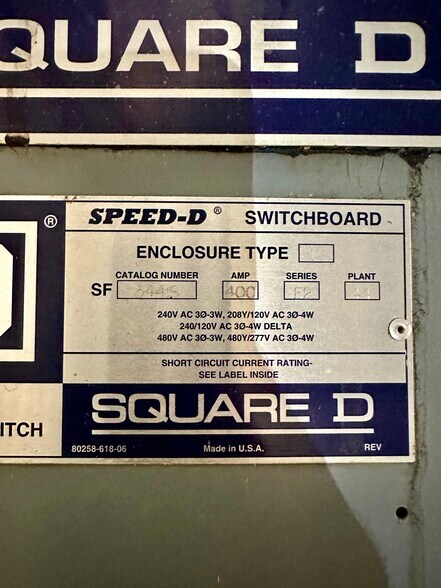 QUARE D
® SPEED-D® SWITCHBOARD
ENCLOSURE TYPE
CATALOG NUMBER AMP SERIES PLANT
SF 400 E2
240V AC 3Ø-3W, 208Y/120V AC 3Ø-4W
240/120V AC 3Ø-4W DELTA
480V AC 3Ø-3W, 480Y/277V AC 3Ø-4W
SHORT CIRCUIT CURRENT RATING-
SEE LABEL INSIDE
ITCH SQUARE D
80258-618-06 Made in U.S.A. REV